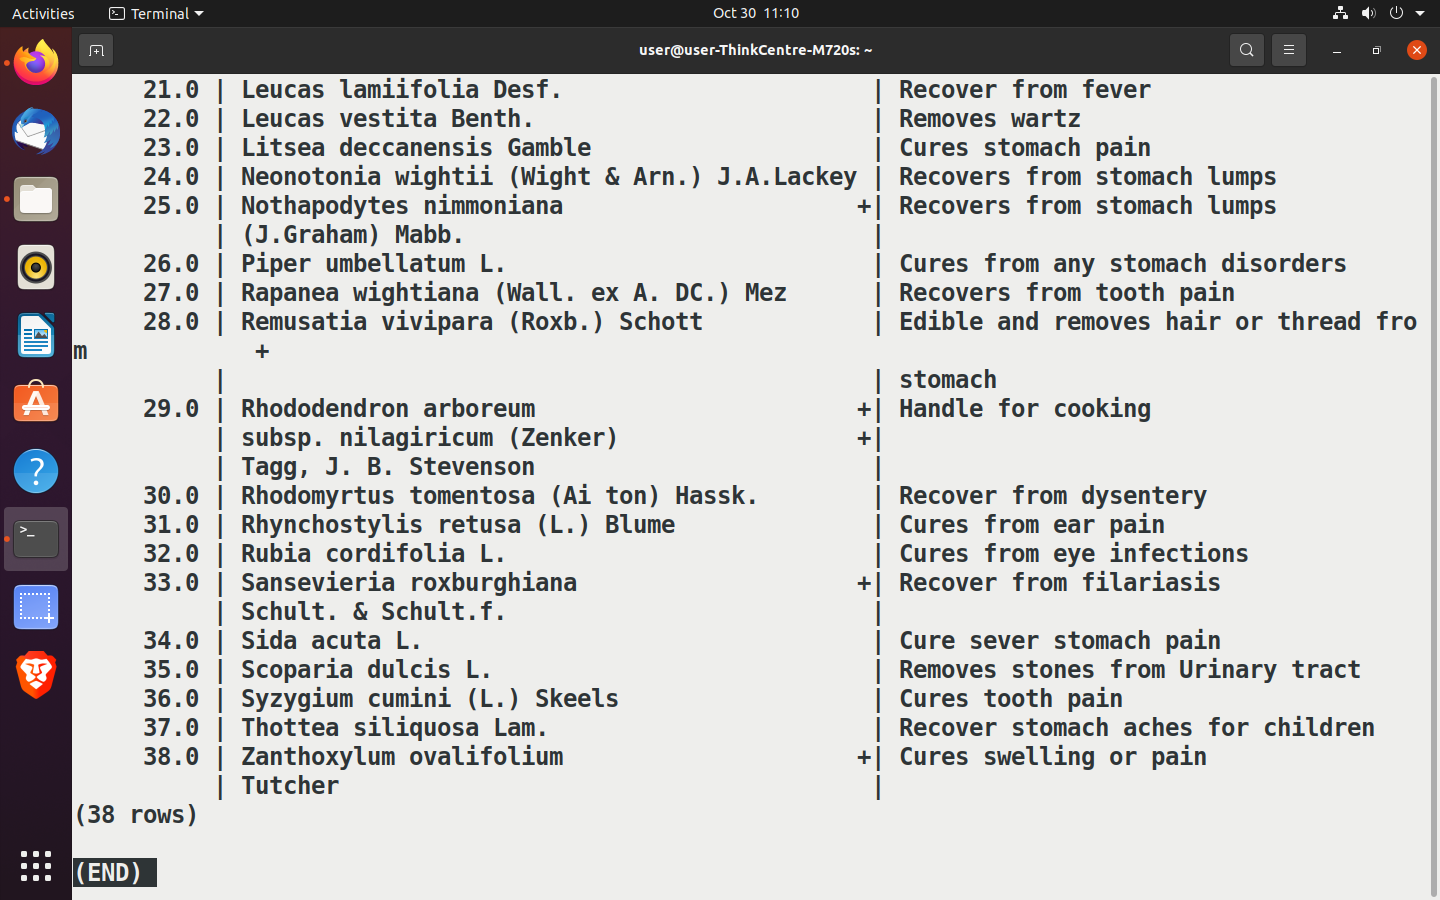 Activities Terminal Oct 30 11:10
user@user-ThinkCentre-M720s: ~
21.0 | Leucas lamiifolia Desf. | Recover from fever
22.0 | Leucas vestita Benth. | Removes wartz
23.0 | Litsea deccanensis Gamble | Cures stomach pain
24.0 | Neonotonia wightii (Wight & Arn.) J.A.Lackey | Recovers from stomach lumps
25.0 | Nothapodytes nimmoniana +| Recovers from stomach lumps
| (J.Graham) Mabb. |
26.0 | Piper umbellatum L. | Cures from any stomach disorders
27.0 | Rapanea wightiana (Wall. ex A. DC.) Mez | Recovers from tooth pain
28.0 | Remusatia vivipara (Roxb.) Schott | Edible and removes hair or thread fro
m +
| | stomach
29.0 | Rhododendron arboreum +| Handle for cooking
| subsp. nilagiricum (Zenker) +|
| Tagg, J. B. Stevenson |
30.0 | Rhodomyrtus tomentosa (Ai ton) Hassk. | Recover from dysentery
31.0 | Rhynchostylis retusa (L.) Blume | Cures from ear pain
32.0 | Rubia cordifolia L. | Cures from eye infections
33.0 | Sansevieria roxburghiana +| Recover from filariasis
| Schult. & Schult.f. |
34.0 | Sida acuta L. | Cure sever stomach pain
35.0 | Scoparia dulcis L. | Removes stones from Urinary tract
36.0 | Syzygium cumini (L.) Skeels | Cures tooth pain
37.0 | Thottea siliquosa Lam. | Recover stomach aches for children
38.0 | Zanthoxylum ovalifolium +| Cures swelling or pain
| Tutcher |
(38 rows)
(END)